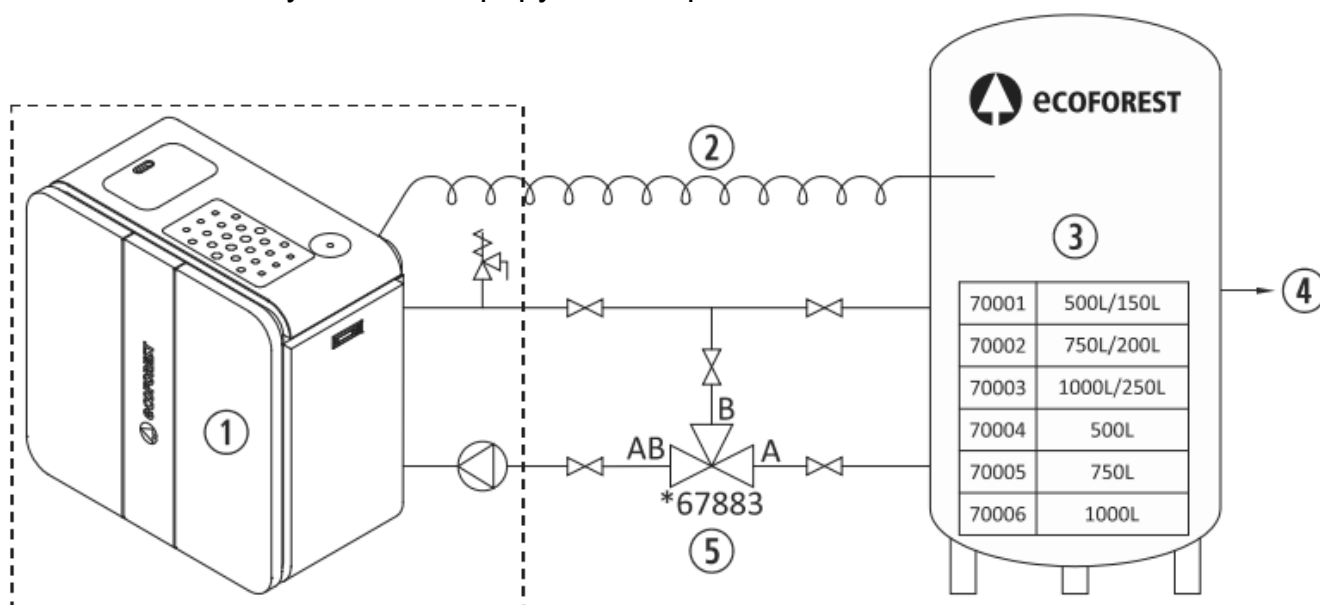 ②
ecoforest
③
70001 500L/150L
70002 750L/200L
70003 1000L/250L
70004 500L
70005 750L
70006 1000L
④
ecoforest
①
B
AB A
*67883
⑤